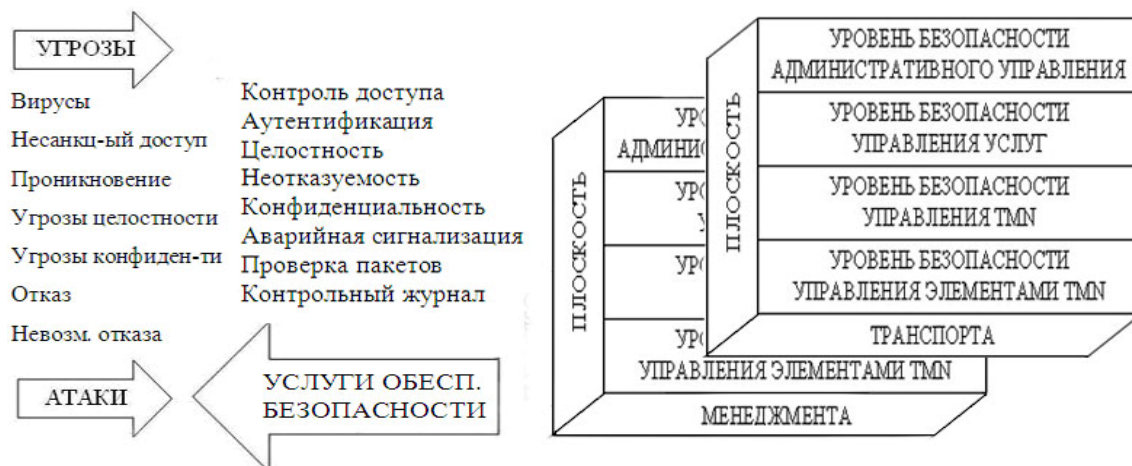 УГРОЗЫ
Вирусы
Несанкц-ый доступ
Проникновение
Угрозы целостности
Угрозы конфиден-ти
Отказ
Невозм. отказа
АТАКИ
Контроль доступа
Аутентификация
Целостность
Неотказуемость
Конфиденциальность
Аварийная сигнализация
Проверка пакетов
Контрольный журнал
УСЛУГИ ОБЕСП.
БЕЗОПАСНОСТИ
ПЛОСКОСТЬ
УПРАВЛЕНИЯ ЭЛЕМЕНТАМИ TMN
МЕНЕДЖМЕНТА
ПЛОСКОСТЬ
УРОВЕНЬ БЕЗОПАСНОСТИ
АДМИНИСТРАТИВНОГО УПРАВЛЕНИЯ
УРОВЕНЬ БЕЗОПАСНОСТИ
УПРАВЛЕНИЯ УСЛУГ
УРОВЕНЬ БЕЗОПАСНОСТИ
УПРАВЛЕНИЯ TMN
УРОВЕНЬ БЕЗОПАСНОСТИ
УПРАВЛЕНИЯ ЭЛЕМЕНТАМИ TMN
ТРАНСПОРТА